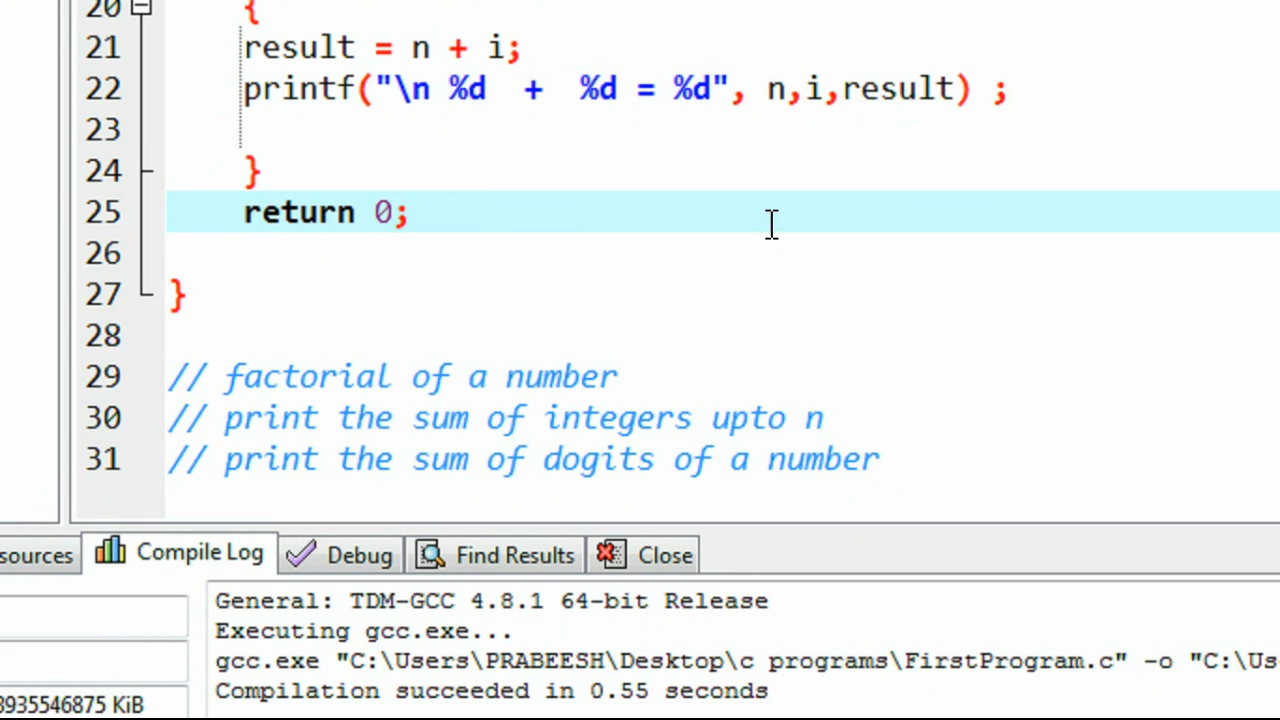 20 {
21 result = n + i;
22 printf("\n %d  +  %d = %d", n,i,result) ;
23
24 }
25 return 0;
26
27 }
28
29 // factorial of a number
30 // print the sum of integers upto n
31 // print the sum of dogits of a number
sources Compile Log Debug Find Results Close
General: TDM-GCC 4.8.1 64-bit Release
Executing gcc.exe...
gcc.exe "C:\Users\PRABEESH\Desktop\c programs\FirstProgram.c" -o "C:\Us
8935546875 KiB
Compilation succeeded in 0.55 seconds